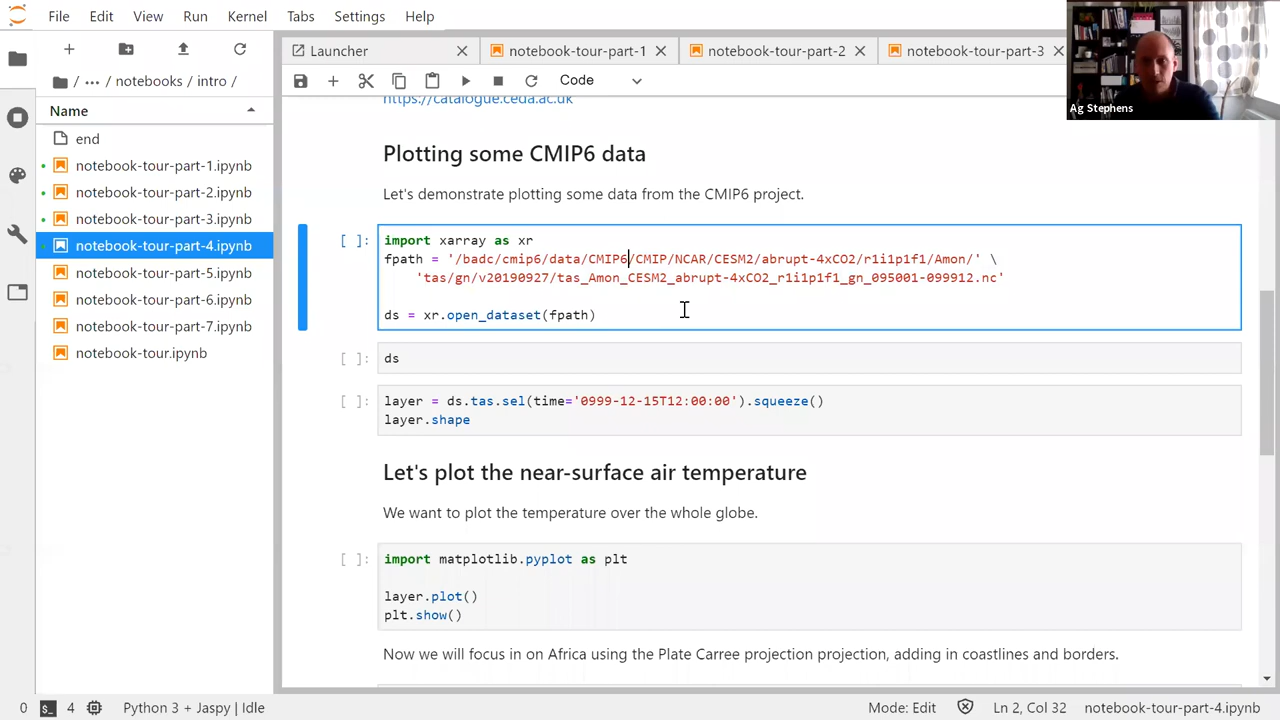 File Edit View Run Kernel Tabs Settings Help
Launcher notebook-tour-part-1 notebook-tour-part-2 notebook-tour-part-3
Ag Stephens
/ ··· / notebooks / intro /
Code
Name
end
notebook-tour-part-1.ipynb
notebook-tour-part-2.ipynb
notebook-tour-part-3.ipynb
notebook-tour-part-4.ipynb
notebook-tour-part-5.ipynb
notebook-tour-part-6.ipynb
notebook-tour-part-7.ipynb
notebook-tour.ipynb
https://catalogue.ceda.ac.uk
Plotting some CMIP6 data
Let's demonstrate plotting some data from the CMIP6 project.
[ ]: import xarray as xr
fpath = '/badc/cmip6/data/CMIP6/CMIP/NCAR/CESM2/abrupt-4xCO2/r1i1p1f1/Amon/' \
'tas/gn/v20190927/tas_Amon_CESM2_abrupt-4xCO2_r1i1p1f1_gn_095001-099912.nc'
ds = xr.open_dataset(fpath)
[ ]: ds
[ ]: layer = ds.tas.sel(time='0999-12-15T12:00:00').squeeze()
layer.shape
Let's plot the near-surface air temperature
We want to plot the temperature over the whole globe.
[ ]: import matplotlib.pyplot as plt
layer.plot()
plt.show()
Now we will focus in on Africa using the Plate Carree projection projection, adding in coastlines and borders.
0 4 Python 3 + Jaspy | Idle Mode: Edit Ln 2, Col 32 notebook-tour-part-4.ipynb